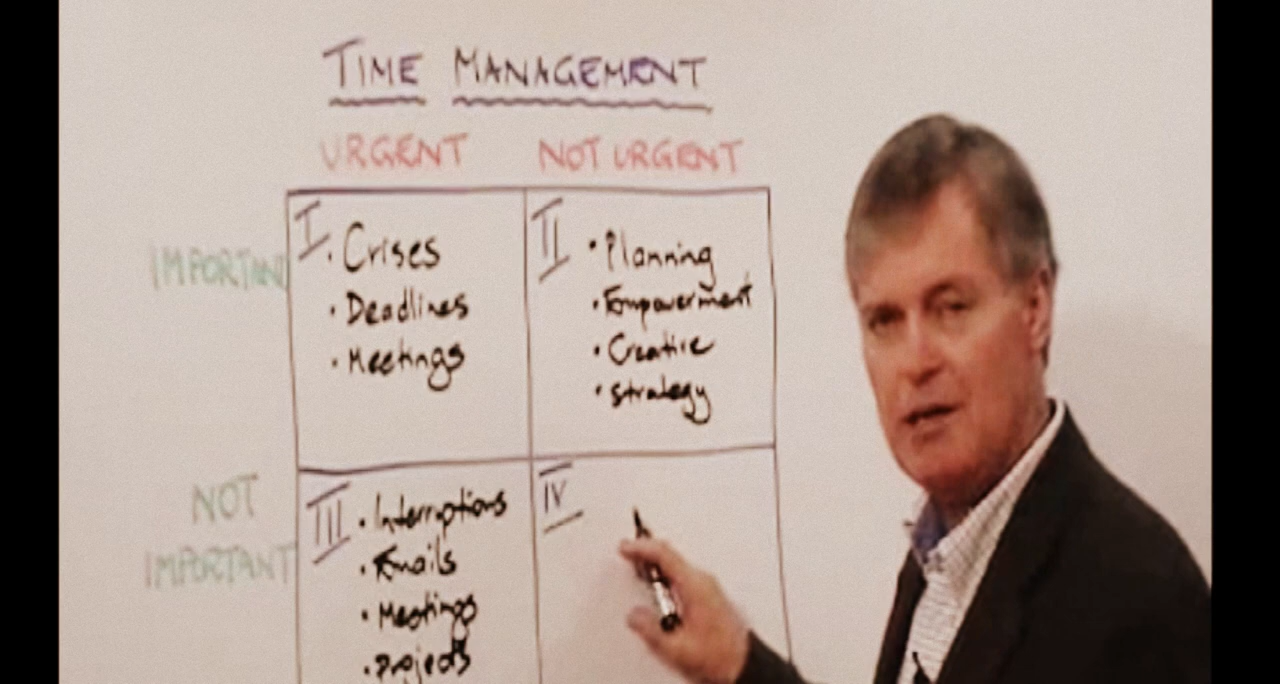 TIME MANAGEMENT
URGENT NOT URGENT
IMPORTANT
I
• Crises
• Deadlines
• Meetings
II
• Planning
• Empowerment
• Creative
• Strategy
NOT
IMPORTANT
III
• Interruptions
• Emails
• Meetings
• Projects
IV